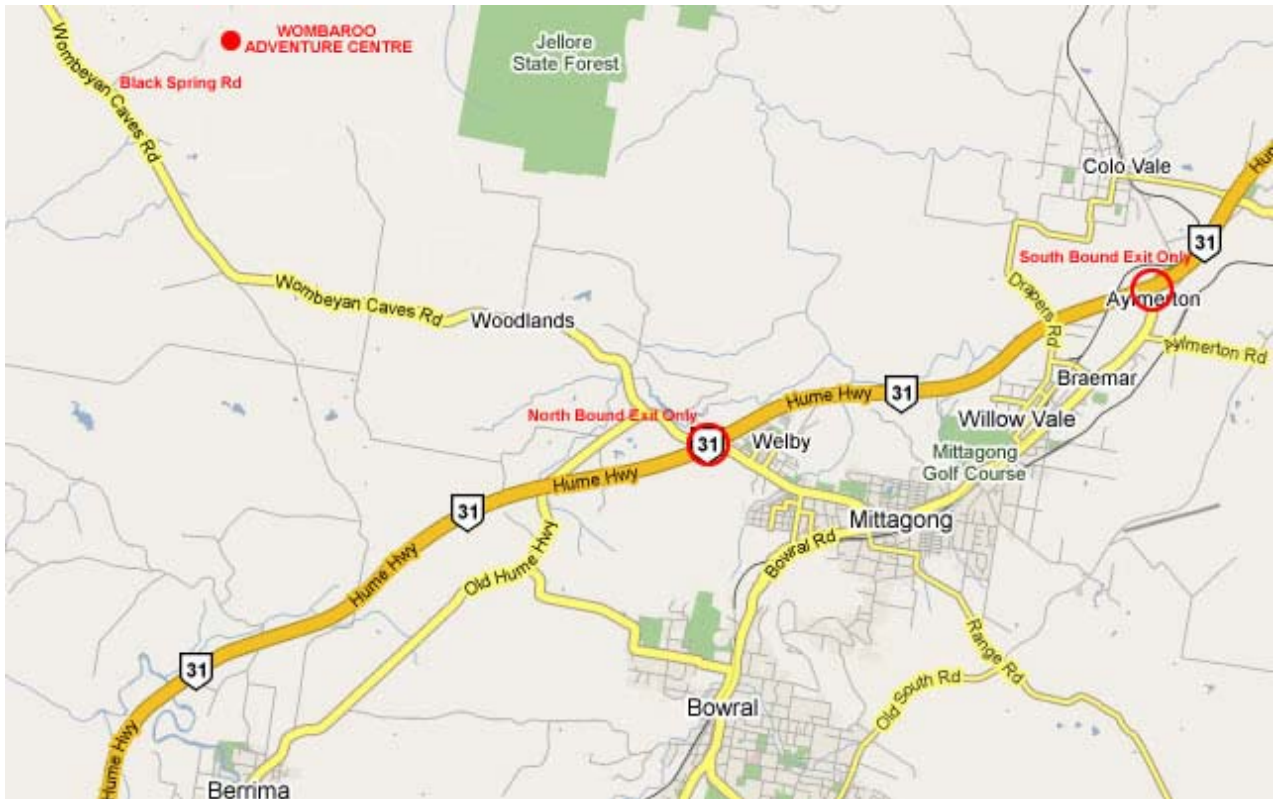 WOMBAROO
ADVENTURE CENTRE
Jellore
State Forest
Wombeyan Caves Rd
Black Spring Rd
Colo Vale
31
South Bound Exit Only
Drapers Rd
Aylmerton
Wombeyan Caves Rd
Woodlands
Aylmerton Rd
Braemar
Hume Hwy
31
North Bound Exit Only
Willow Vale
31
Welby
Mittagong
Golf Course
Hume Hwy
31
Mittagong
Bowral Rd
Hume Hwy
Old Hume Hwy
Range Rd
31
Old South Rd
Bowral
Hume Hwy
Berrima